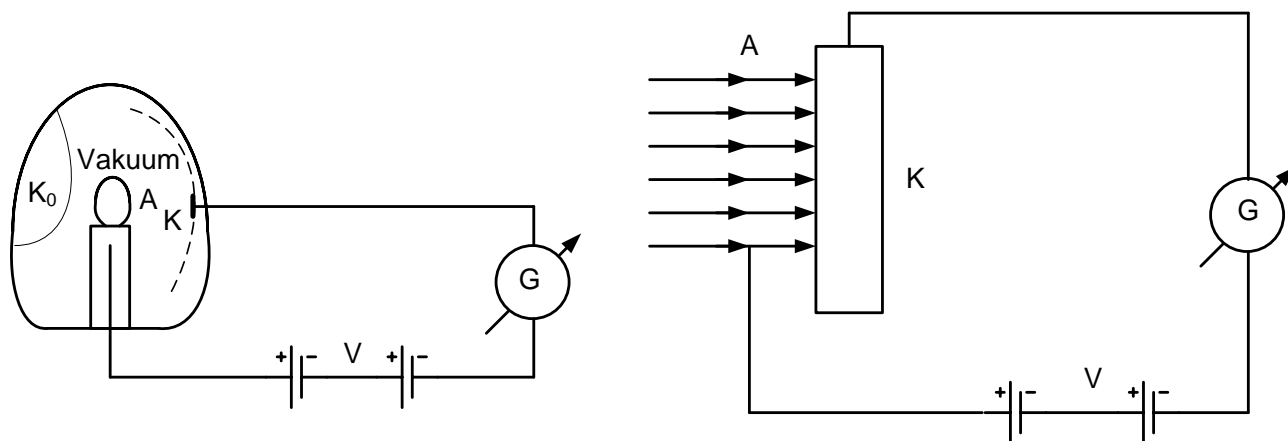 Vakuum
K₀
A
K
G
+ - V + -
A
K
G
+ - V + -